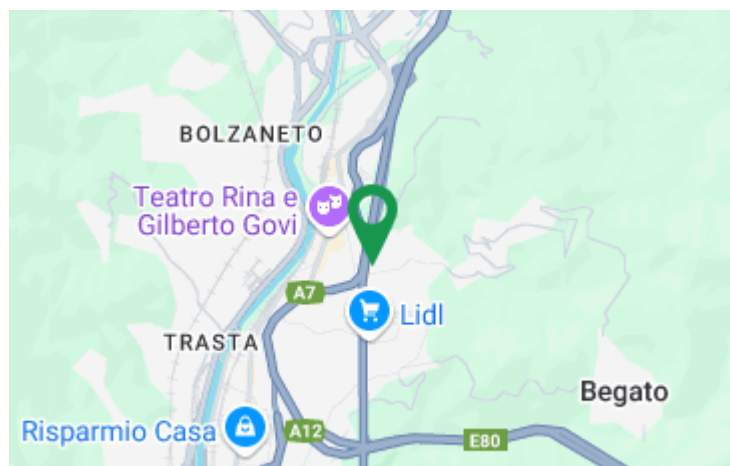 BOLZANETO
Teatro Rina e
Gilberto Govi
A7
Lidl
TRASTA
Begato
Risparmio Casa
A12
E80